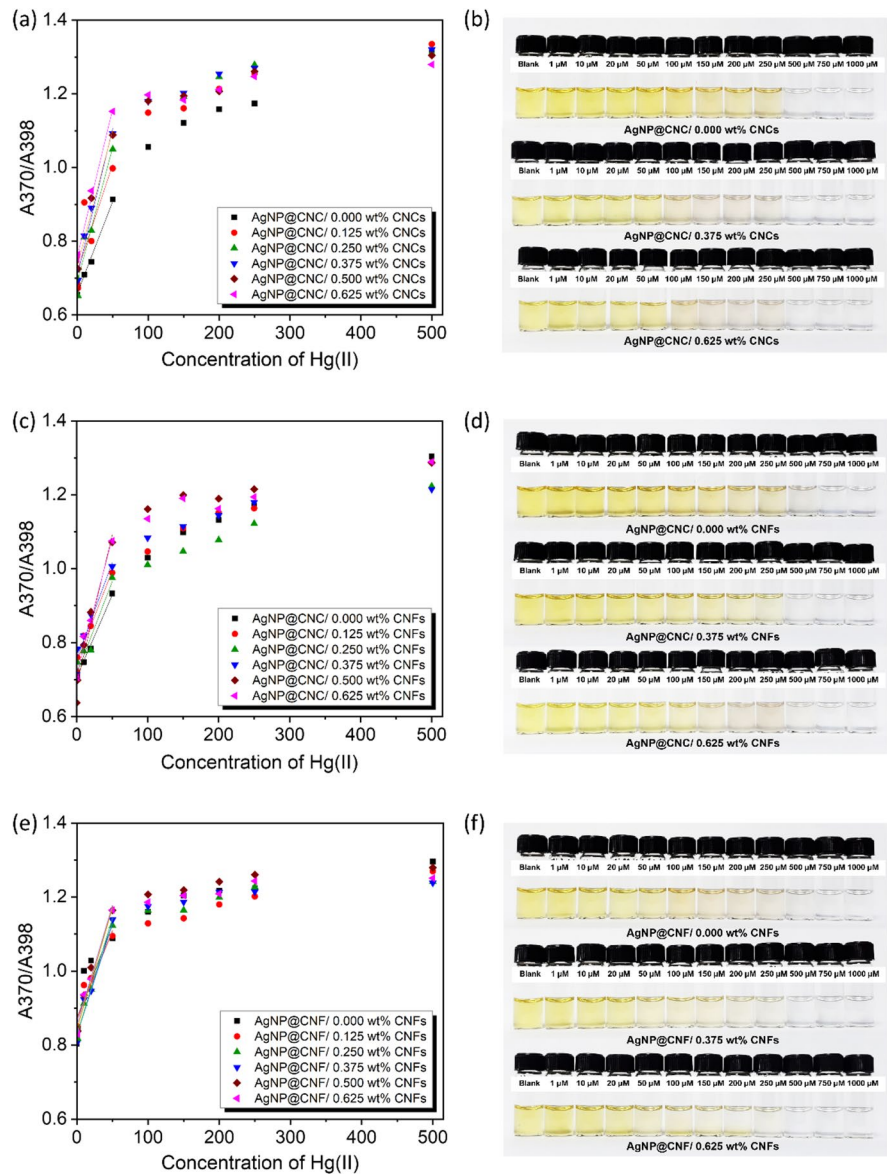 (a)
1.4
1.2
1.0
0.8
0.6
A370/A398
AgNP@CNC/ 0.000 wt% CNCs
AgNP@CNC/ 0.125 wt% CNCs
AgNP@CNC/ 0.250 wt% CNCs
AgNP@CNC/ 0.375 wt% CNCs
AgNP@CNC/ 0.500 wt% CNCs
AgNP@CNC/ 0.625 wt% CNCs
0 100 200 300 400 500
Concentration of Hg(II)
(b)
Blank 1 µM 10 µM 20 µM 50 µM 100 µM 150 µM 200 µM 250 µM 500 µM 750 µM 1000 µM
AgNP@CNC/ 0.000 wt% CNCs
Blank 1 µM 10 µM 20 µM 50 µM 100 µM 150 µM 200 µM 250 µM 500 µM 750 µM 1000 µM
AgNP@CNC/ 0.375 wt% CNCs
Blank 1 µM 10 µM 20 µM 50 µM 100 µM 150 µM 200 µM 250 µM 500 µM 750 µM 1000 µM
AgNP@CNC/ 0.625 wt% CNCs
(c)
1.4
1.2
1.0
0.8
0.6
A370/A398
AgNP@CNC/ 0.000 wt% CNFs
AgNP@CNC/ 0.125 wt% CNFs
AgNP@CNC/ 0.250 wt% CNFs
AgNP@CNC/ 0.375 wt% CNFs
AgNP@CNC/ 0.500 wt% CNFs
AgNP@CNC/ 0.625 wt% CNFs
0 100 200 300 400 500
Concentration of Hg(II)
(d)
Blank 1 µM 10 µM 20 µM 50 µM 100 µM 150 µM 200 µM 250 µM 500 µM 750 µM 1000 µM
AgNP@CNC/ 0.000 wt% CNFs
Blank 1 µM 10 µM 20 µM 50 µM 100 µM 150 µM 200 µM 250 µM 500 µM 750 µM 1000 µM
AgNP@CNC/ 0.375 wt% CNFs
Blank 1 µM 10 µM 20 µM 50 µM 100 µM 150 µM 200 µM 250 µM 500 µM 750 µM 1000 µM
AgNP@CNC/ 0.625 wt% CNFs
(e)
1.4
1.2
1.0
0.8
0.6
A370/A398
AgNP@CNF/ 0.000 wt% CNFs
AgNP@CNF/ 0.125 wt% CNFs
AgNP@CNF/ 0.250 wt% CNFs
AgNP@CNF/ 0.375 wt% CNFs
AgNP@CNF/ 0.500 wt% CNFs
AgNP@CNF/ 0.625 wt% CNFs
0 100 200 300 400 500
Concentration of Hg(II)
(f)
Blank 1 µM 10 µM 20 µM 50 µM 100 µM 150 µM 200 µM 250 µM 500 µM 750 µM 1000 µM
AgNP@CNF/ 0.000 wt% CNFs
Blank 1 µM 10 µM 20 µM 50 µM 100 µM 150 µM 200 µM 250 µM 500 µM 750 µM 1000 µM
AgNP@CNF/ 0.375 wt% CNFs
Blank 1 µM 10 µM 20 µM 50 µM 100 µM 150 µM 200 µM 250 µM 500 µM 750 µM 1000 µM
AgNP@CNF/ 0.625 wt% CNFs